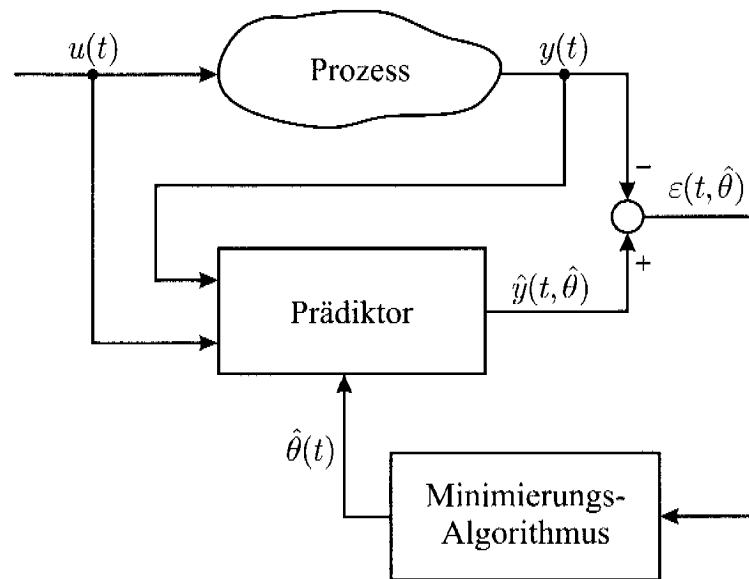 u(t)
Prozess
y(t)
−
ε(t, θ̂)
+
Prädiktor
ŷ(t, θ̂)
θ̂(t)
Minimierungs-
Algorithmus